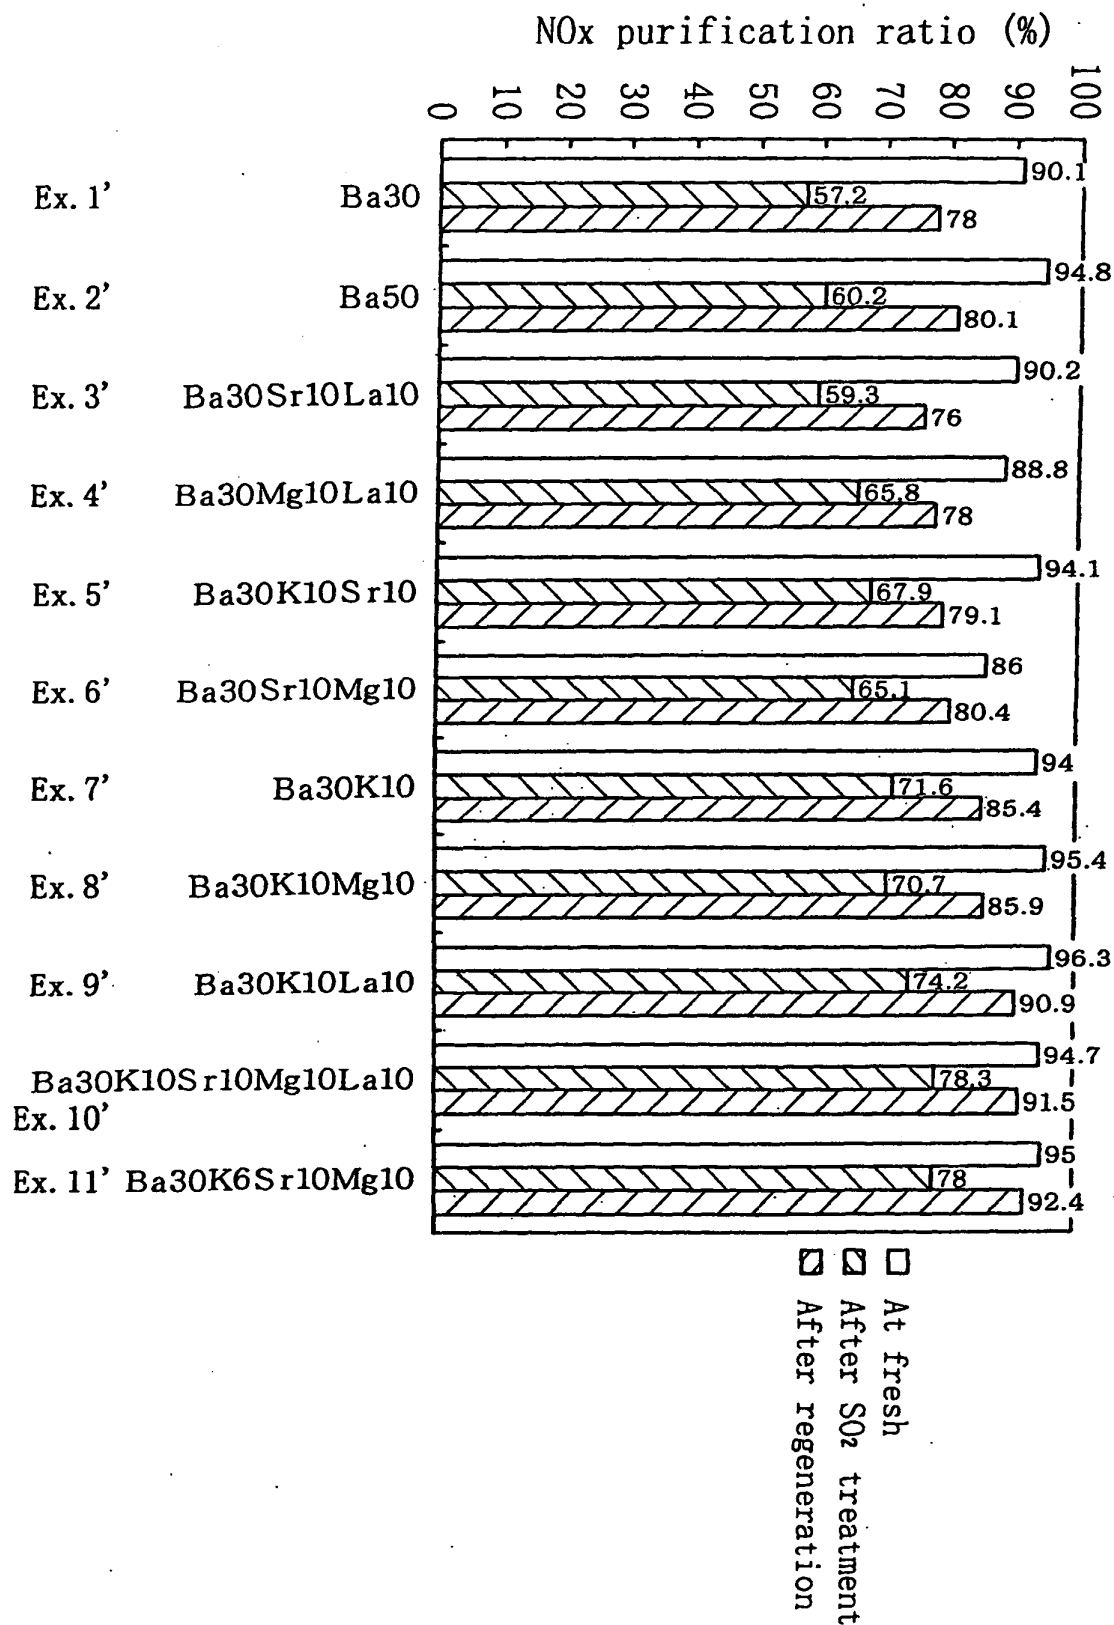 NOx purification ratio (%)
0 10 20 30 40 50 60 70 80 90 100
Ex. 1' Ba30 90.1
57.2
78
Ex. 2' Ba50 94.8
60.2
80.1
Ex. 3' Ba30Sr10La10 90.2
59.3
76
Ex. 4' Ba30Mg10La10 88.8
65.8
78
Ex. 5' Ba30K10Sr10 94.1
67.9
79.1
Ex. 6' Ba30Sr10Mg10 86
65.1
80.4
Ex. 7' Ba30K10 94
71.6
85.4
Ex. 8' Ba30K10Mg10 95.4
70.7
85.9
Ex. 9' Ba30K10La10 96.3
74.2
90.9
Ba30K10Sr10Mg10La10 94.7
78.3
Ex. 10' 91.5
Ex. 11' Ba30K6Sr10Mg10 95
78
92.4
At fresh
After SO2 treatment
After regeneration